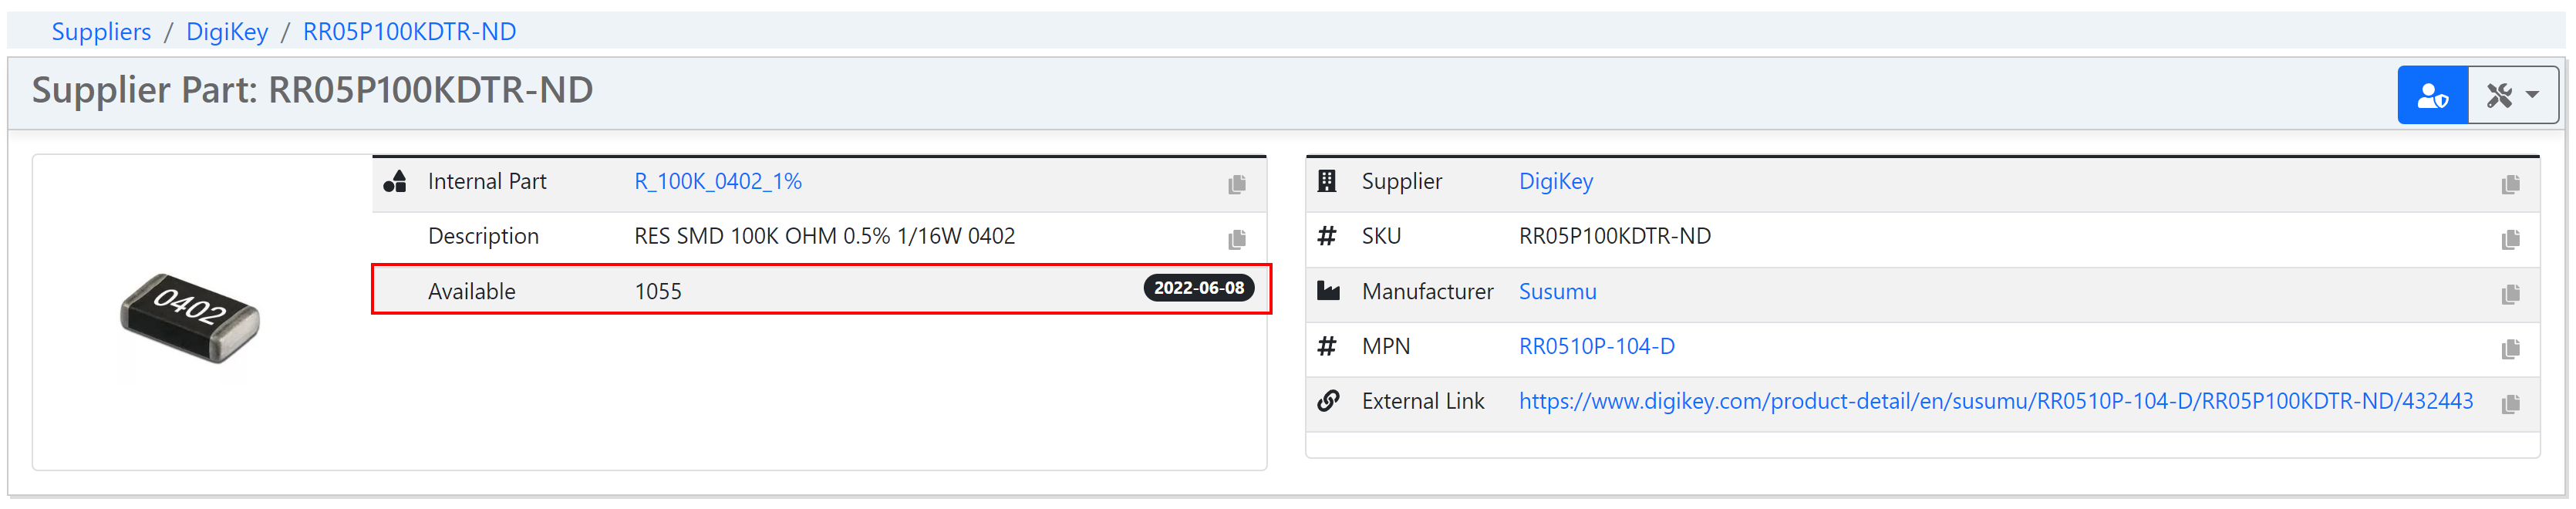 Suppliers / DigiKey / RR05P100KDTR-ND
Supplier Part: RR05P100KDTR-ND
0402
Internal Part R_100K_0402_1%
Description RES SMD 100K OHM 0.5% 1/16W 0402
Available 1055 2022-06-08
Supplier DigiKey
# SKU RR05P100KDTR-ND
Manufacturer Susumu
# MPN RR0510P-104-D
External Link https://www.digikey.com/product-detail/en/susumu/RR0510P-104-D/RR05P100KDTR-ND/432443